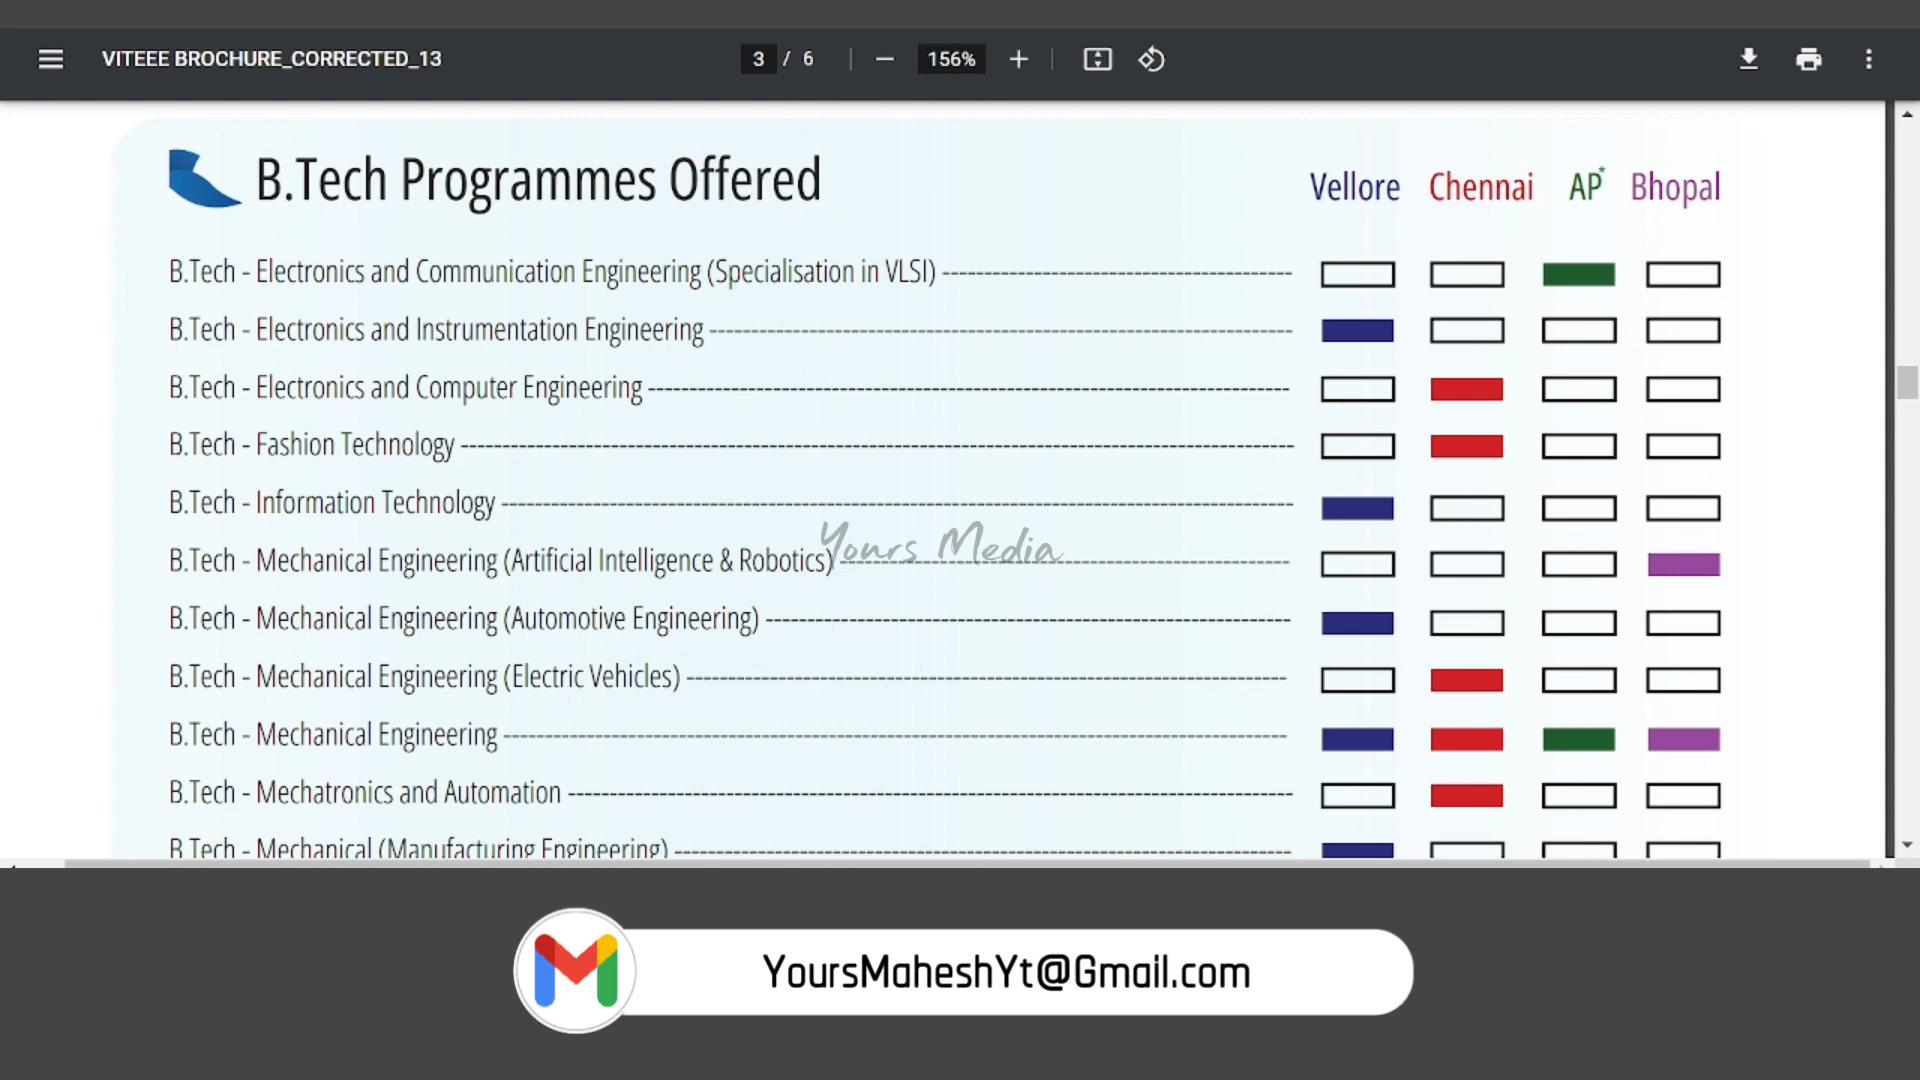 VITEEE BROCHURE_CORRECTED_13
3 / 6
156%
B.Tech Programmes Offered
Vellore Chennai AP* Bhopal
B.Tech - Electronics and Communication Engineering (Specialisation in VLSI)
B.Tech - Electronics and Instrumentation Engineering
B.Tech - Electronics and Computer Engineering
B.Tech - Fashion Technology
B.Tech - Information Technology
Yours Media
B.Tech - Mechanical Engineering (Artificial Intelligence & Robotics)
B.Tech - Mechanical Engineering (Automotive Engineering)
B.Tech - Mechanical Engineering (Electric Vehicles)
B.Tech - Mechanical Engineering
B.Tech - Mechatronics and Automation
B.Tech - Mechanical (Manufacturing Engineering)
YoursMaheshYt@Gmail.com